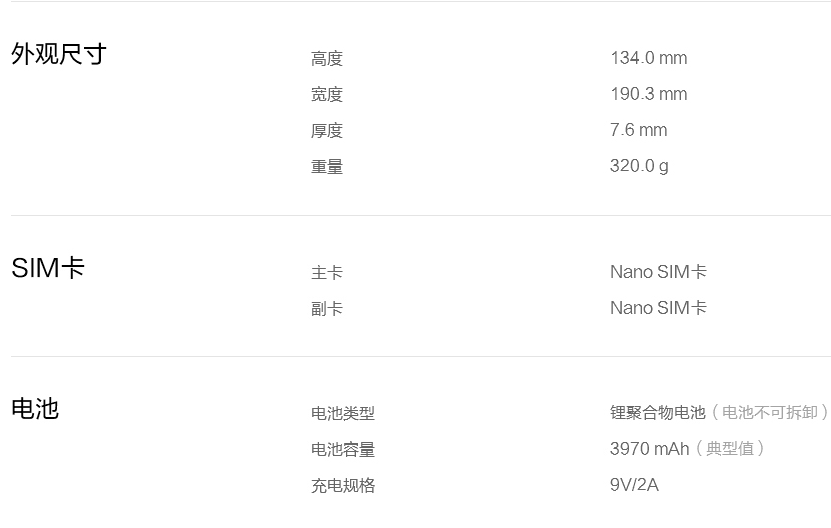 外观尺寸
高度 134.0 mm
宽度 190.3 mm
厚度 7.6 mm
重量 320.0 g
SIM卡
主卡 Nano SIM卡
副卡 Nano SIM卡
电池
电池类型 锂聚合物电池（电池不可拆卸）
电池容量 3970 mAh（典型值）
充电规格 9V/2A